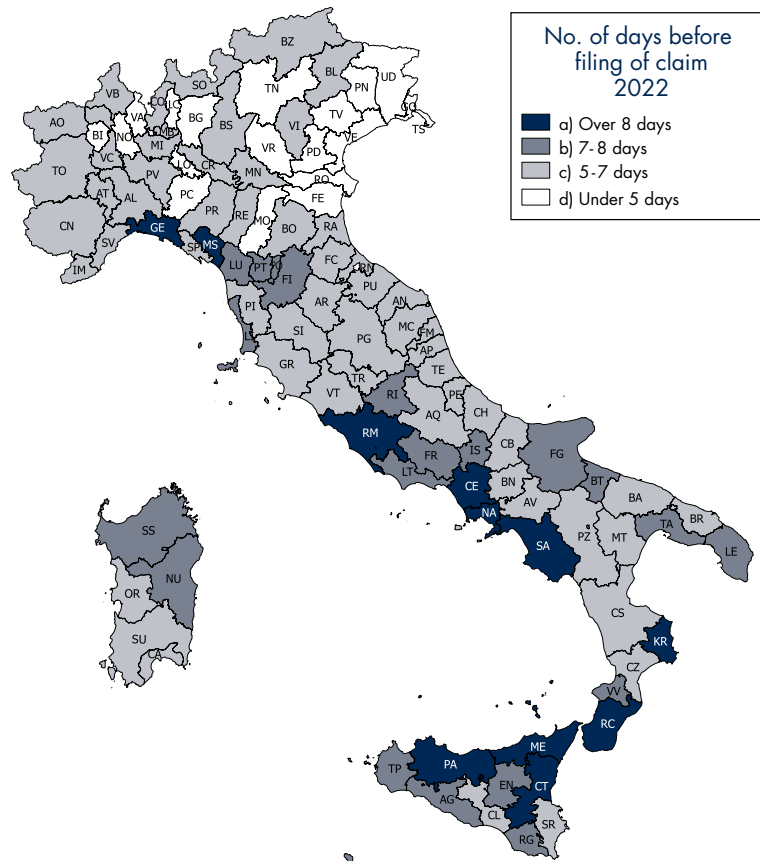 No. of days before
filing of claim
2022
a) Over 8 days
b) 7-8 days
c) 5-7 days
d) Under 5 days
BZ
SO
BL
UD
PN
TN
VB
CO
LC
VA
BG
AO
GO
TS
TV
BS
VI
BI
NO
MB
MI
VE
VR
PD
VC
LO
CR
TO
MN
PV
RO
AT
AL
PC
FE
PR
RE
MO
CN
GE
BO
RA
SV
MS
SP
IM
LU
PT
PO
FI
FC
RN
PU
PI
AR
AN
LI
SI
MC
FM
PG
AP
GR
TE
TR
VT
RI
PE
AQ
CH
RM
CB
FR
IS
FG
LT
BT
CE
BN
BA
AV
NA
BR
TA
SA
PZ
MT
LE
SS
NU
OR
CS
SU
CA
KR
CZ
VV
RC
ME
TP
PA
EN
CT
AG
CL
SR
RG